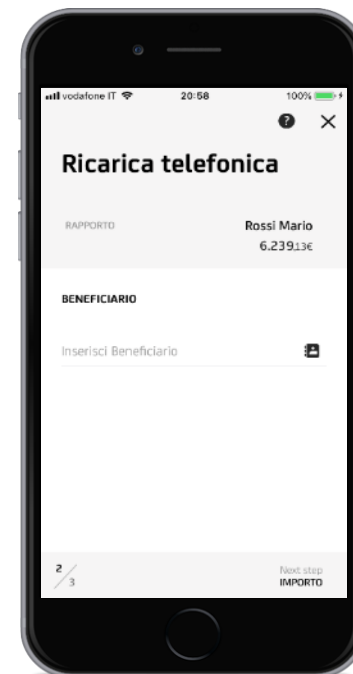 vodafone IT 20:58 100%
?
Ricarica telefonica
RAPPORTO Rossi Mario
6.239,13€
BENEFICIARIO
Inserisci Beneficiario
2/3 Next step
IMPORTO